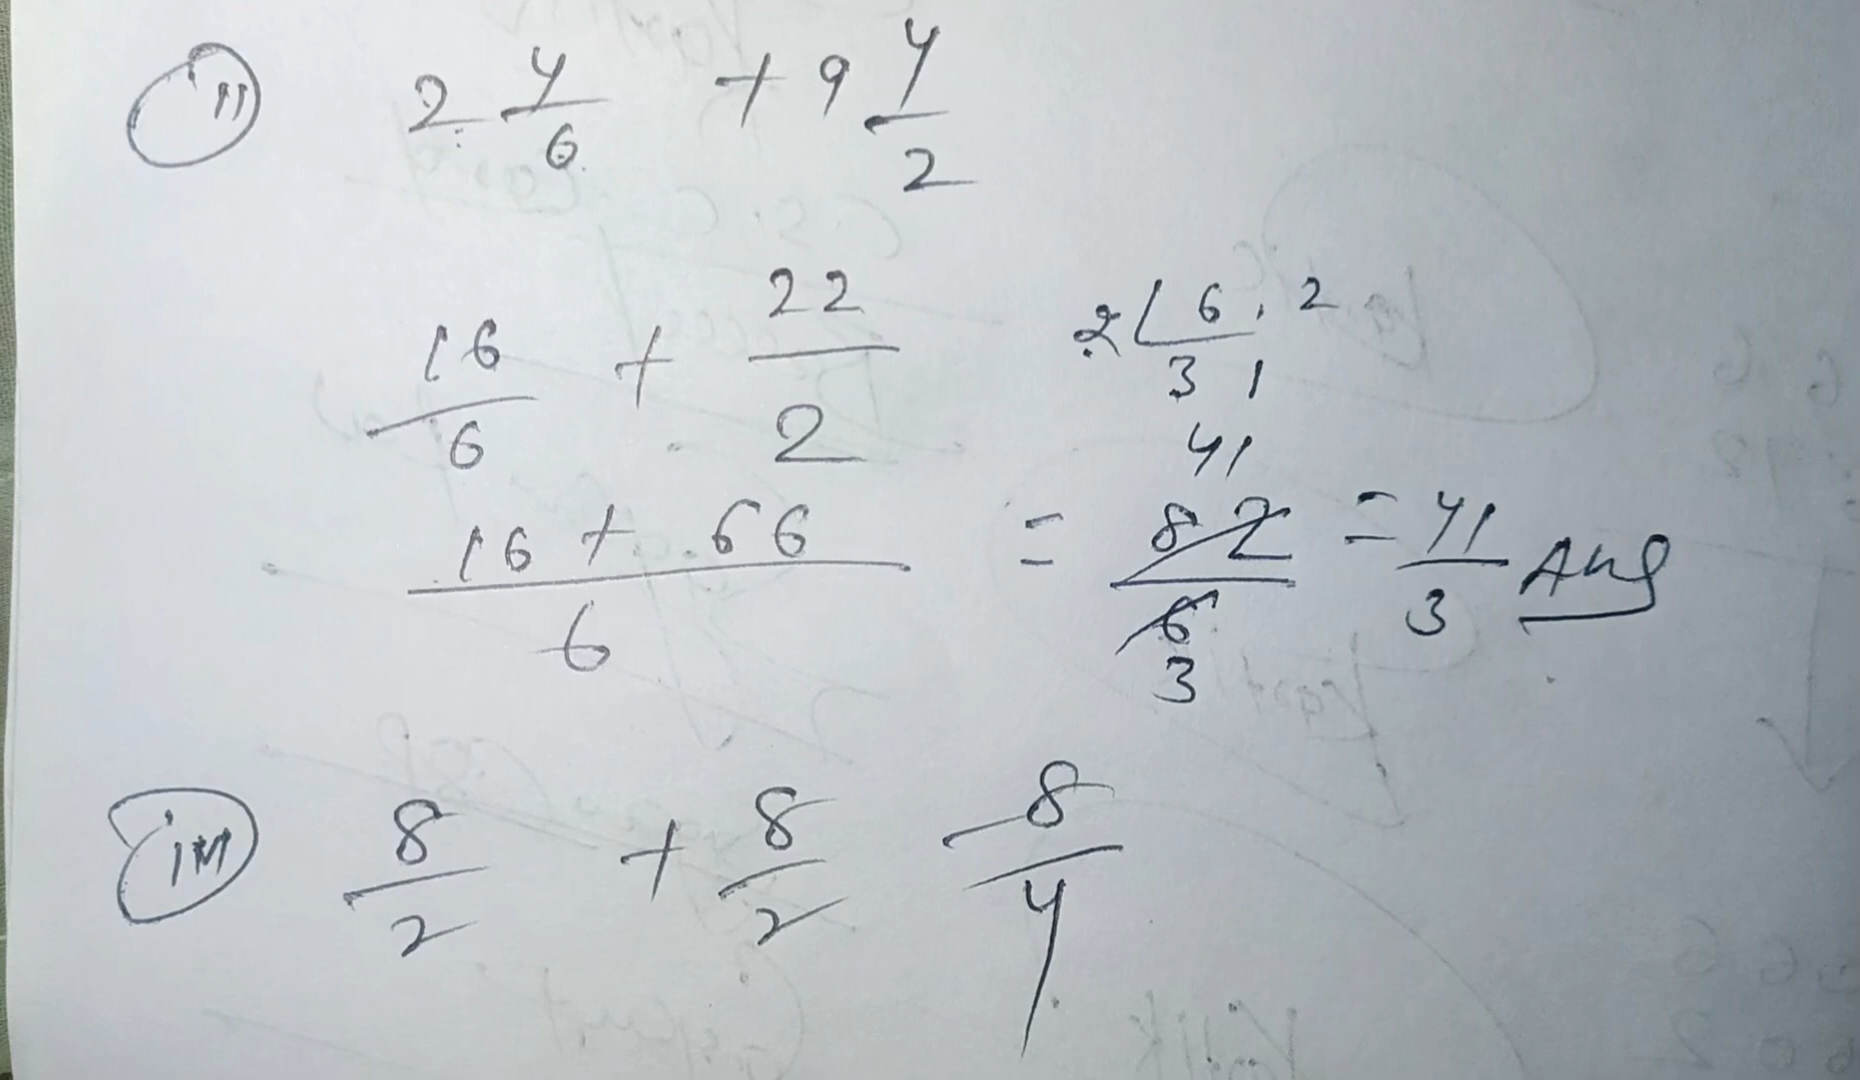 (ii) 2 4/6 + 9 4/2
16/6 + 22/2
2 | 6, 2
3 1
(16 + 66)/6 = 82/6 = 41/3 Ans
41
3
(iii) 8/2 + 8/2 - 8/4